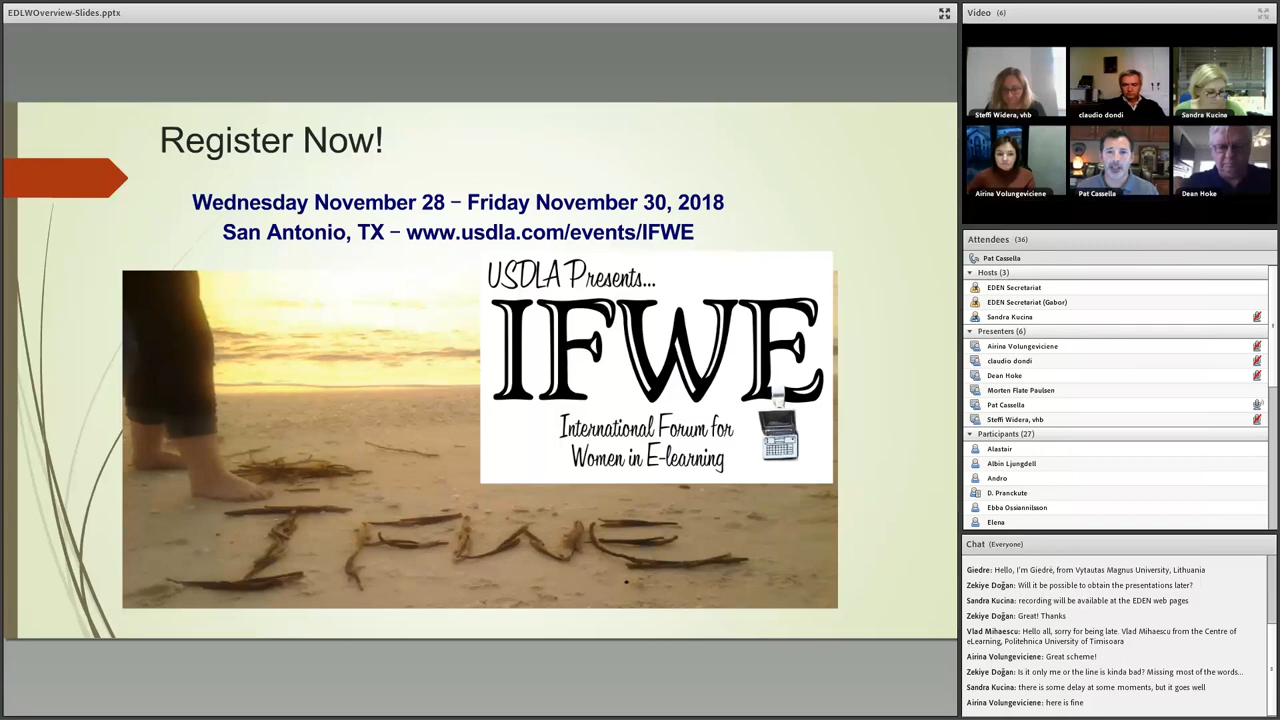 EDLWOverview-Slides.pptx
Register Now!
Wednesday November 28 – Friday November 30, 2018
San Antonio, TX – www.usdla.com/events/IFWE
USDLA Presents...
IFWE
International Forum for
Women in E-learning
IFWE
Video (6)
Steffi Widera, vhb
claudio dondi
Sandra Kucina
Airina Volungeviciene
Pat Cassella
Dean Hoke
Attendees (36)
Pat Cassella
Hosts (3)
EDEN Secretariat
EDEN Secretariat (Gabor)
Sandra Kucina
Presenters (6)
Airina Volungeviciene
claudio dondi
Dean Hoke
Morten Flate Paulsen
Pat Cassella
Steffi Widera, vhb
Participants (27)
Alastair
Albin Ljungdell
Andro
D. Pranckute
Ebba Ossiannilsson
Elena
Chat (Everyone)
Giedre: Hello, I'm Giedrė, from Vytautas Magnus University, Lithuania
Zekiye Doğan: Will it be possible to obtain the presentations later?
Sandra Kucina: recording will be available at the EDEN web pages
Zekiye Doğan: Great! Thanks
Vlad Mihaescu: Hello all, sorry for being late. Vlad Mihaescu from the Centre of
eLearning, Politehnica University of Timisoara
Airina Volungeviciene: Great scheme!
Zekiye Doğan: Is it only me or the line is kinda bad? Missing most of the words...
Sandra Kucina: there is some delay at some moments, but it goes well
Airina Volungeviciene: here is fine